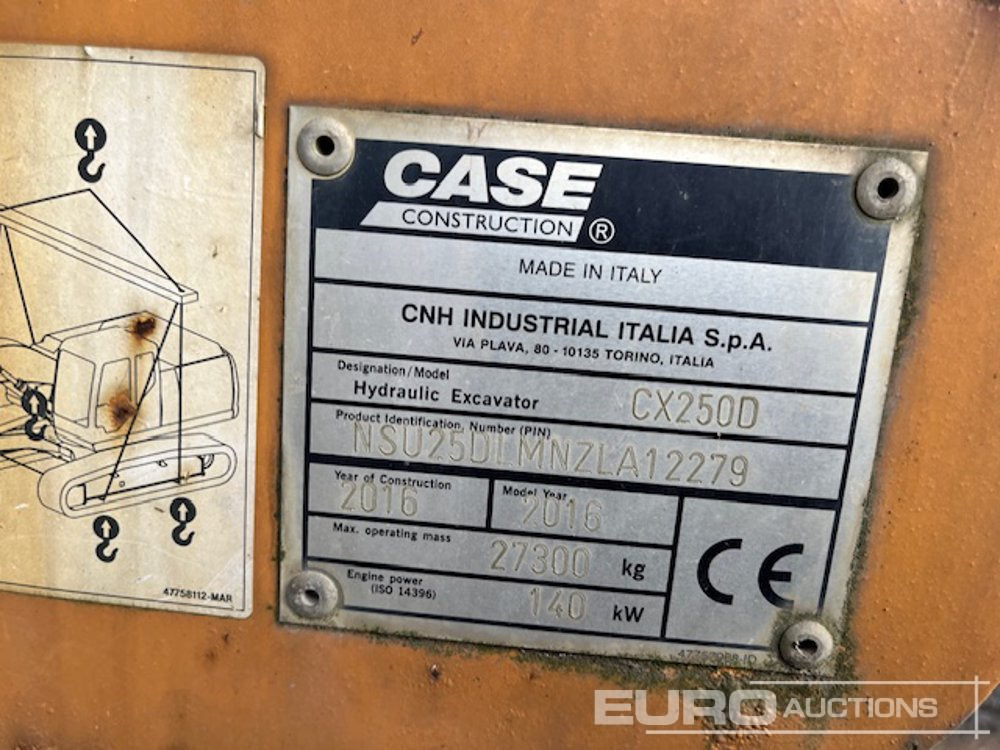 CASE
CONSTRUCTION ®
MADE IN ITALY
CNH INDUSTRIAL ITALIA S.p.A.
VIA PLAVA, 80 - 10135 TORINO, ITALIA
Designation/Model
Hydraulic Excavator CX250D
Product Identification, Number (PIN)
NSU25DLMNZLA12279
Year of Construction Model Year
2016 2016
Max. operating mass
27300 kg
Engine power
(ISO 14396)
140 kW
CE
47758112-MAR
EURO AUCTIONS